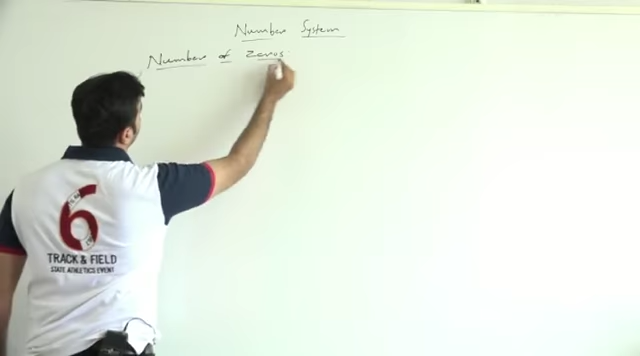 Number System
Number of Zeros
6
TRACK & FIELD
STATE ATHLETICS EVENT